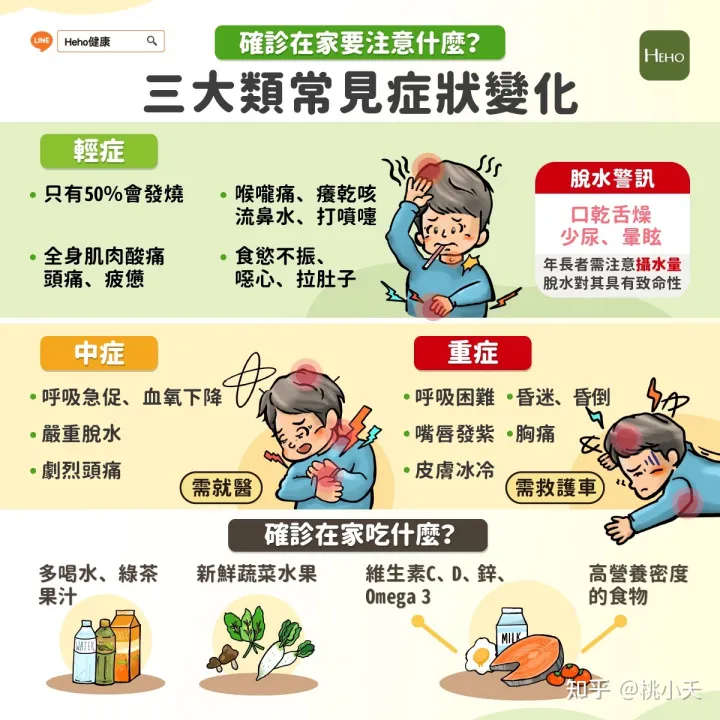 LINE
Heho健康
確診在家要注意什麼?
HEHO
三大類常見症狀變化
輕症
• 只有50%會發燒
• 喉嚨痛、癢乾咳
流鼻水、打噴嚏
• 全身肌肉酸痛
頭痛、疲憊
• 食慾不振、
噁心、拉肚子
脫水警訊
口乾舌燥
少尿、暈眩
年長者需注意攝水量
脫水對其具有致命性
中症
• 呼吸急促、血氧下降
• 嚴重脫水
• 劇烈頭痛
需就醫
重症
• 呼吸困難
• 昏迷、昏倒
• 嘴唇發紫
• 胸痛
• 皮膚冰冷
需救護車
確診在家吃什麼?
多喝水、綠茶
果汁
新鮮蔬菜水果
維生素C、D、鋅、
Omega 3
高營養密度
的食物
WATER
MILK
知乎 @桃小夭